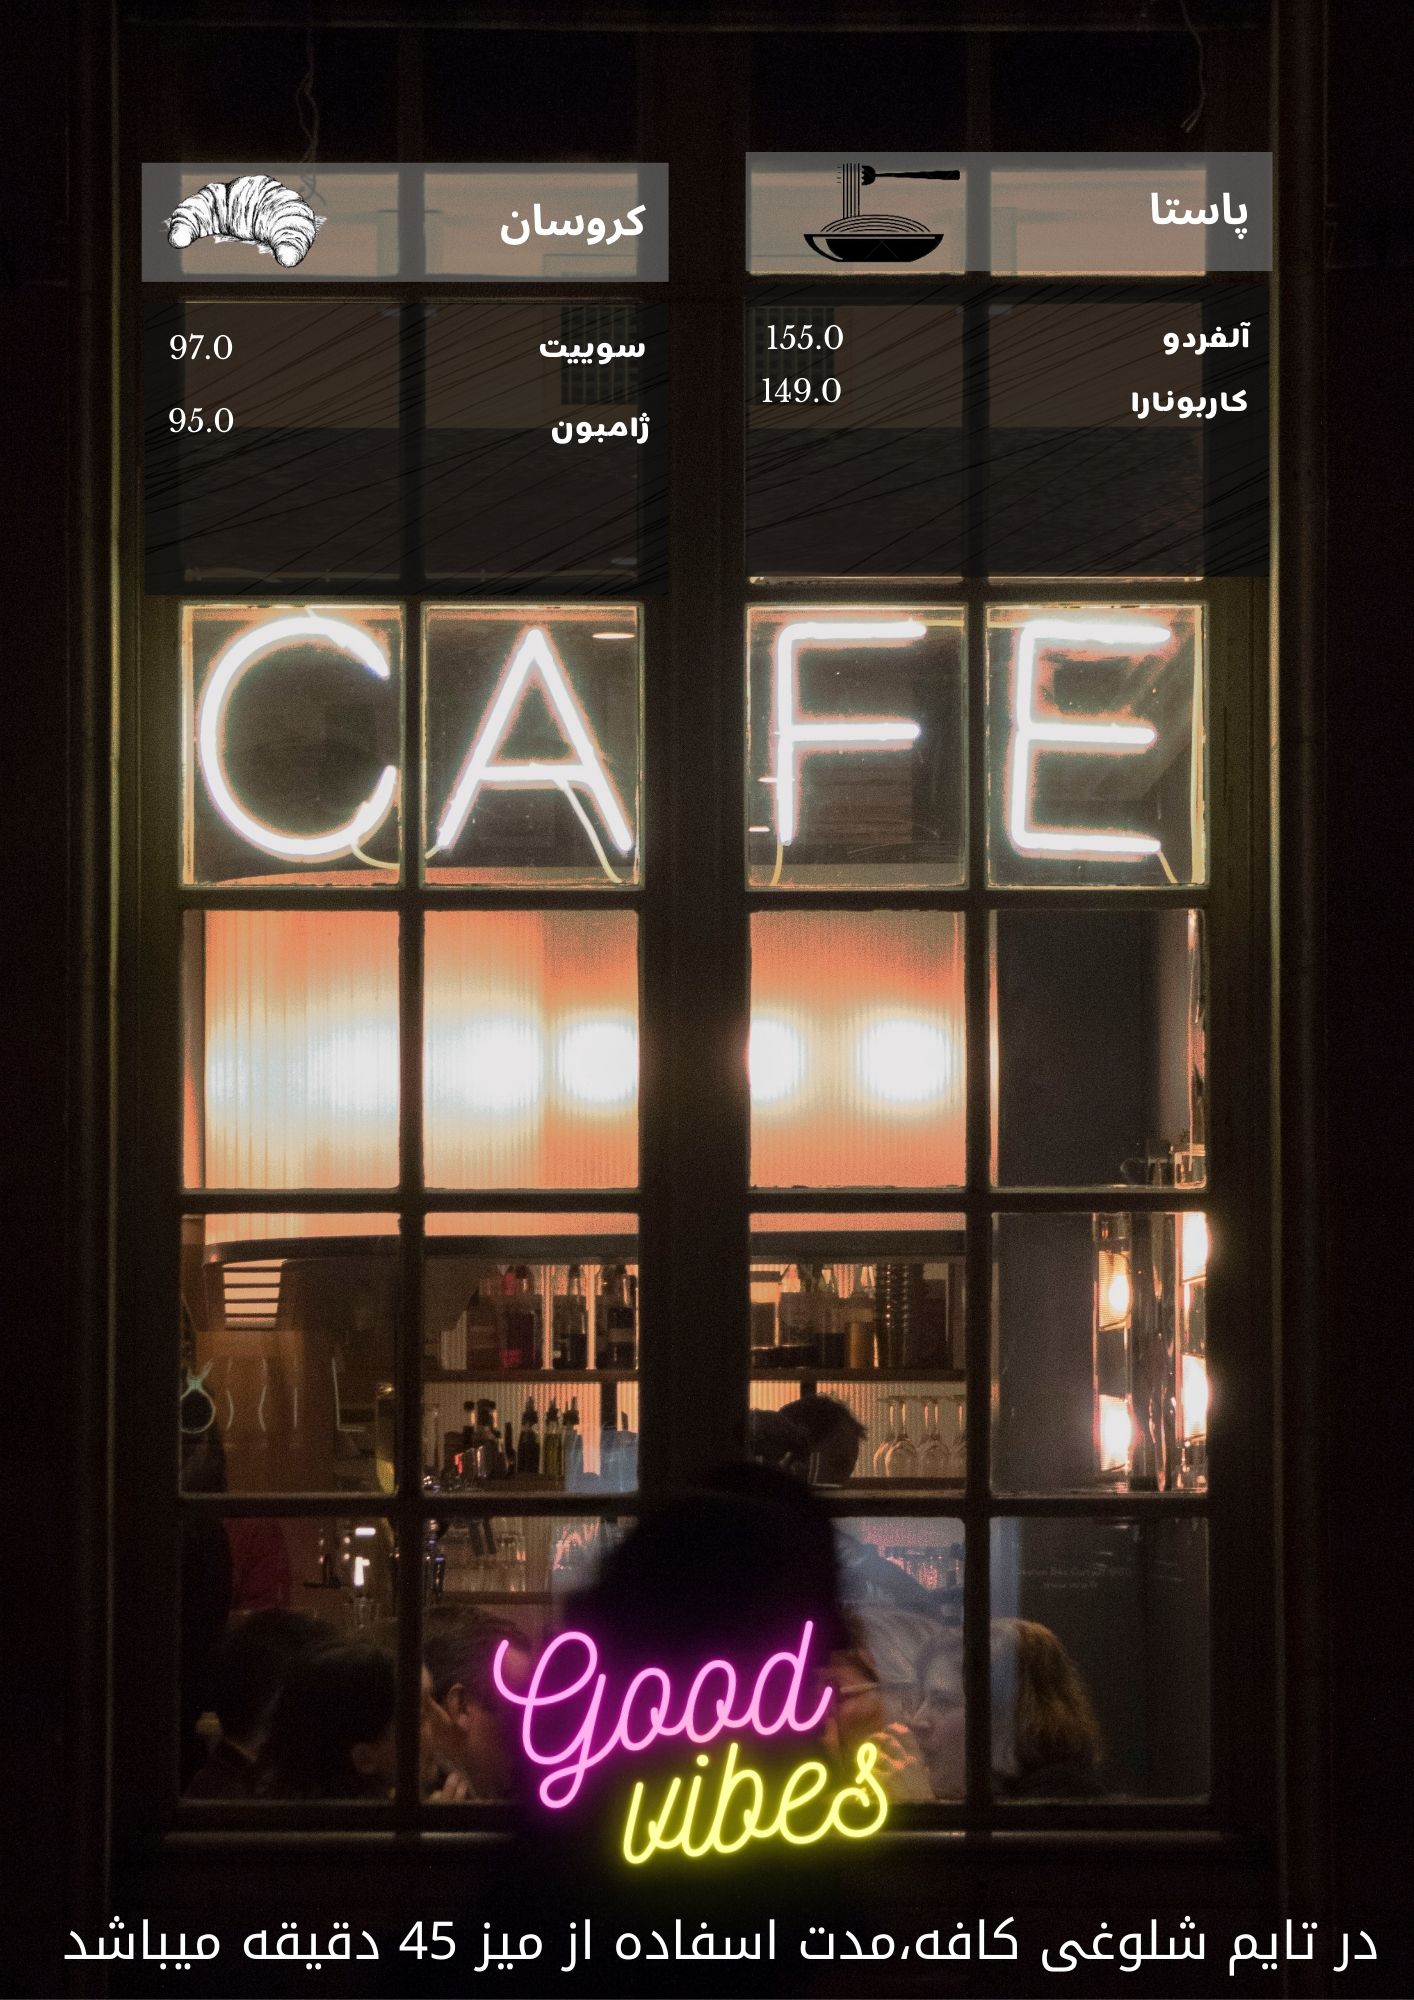 پاستا
آلفردو 155.0
کاربونارا 149.0
کروسان
سوییت 97.0
ژامبون 95.0
CAFE
Good
vibes
در تایم شلوغی کافه،مدت اسفاده از میز 45 دقیقه میباشد